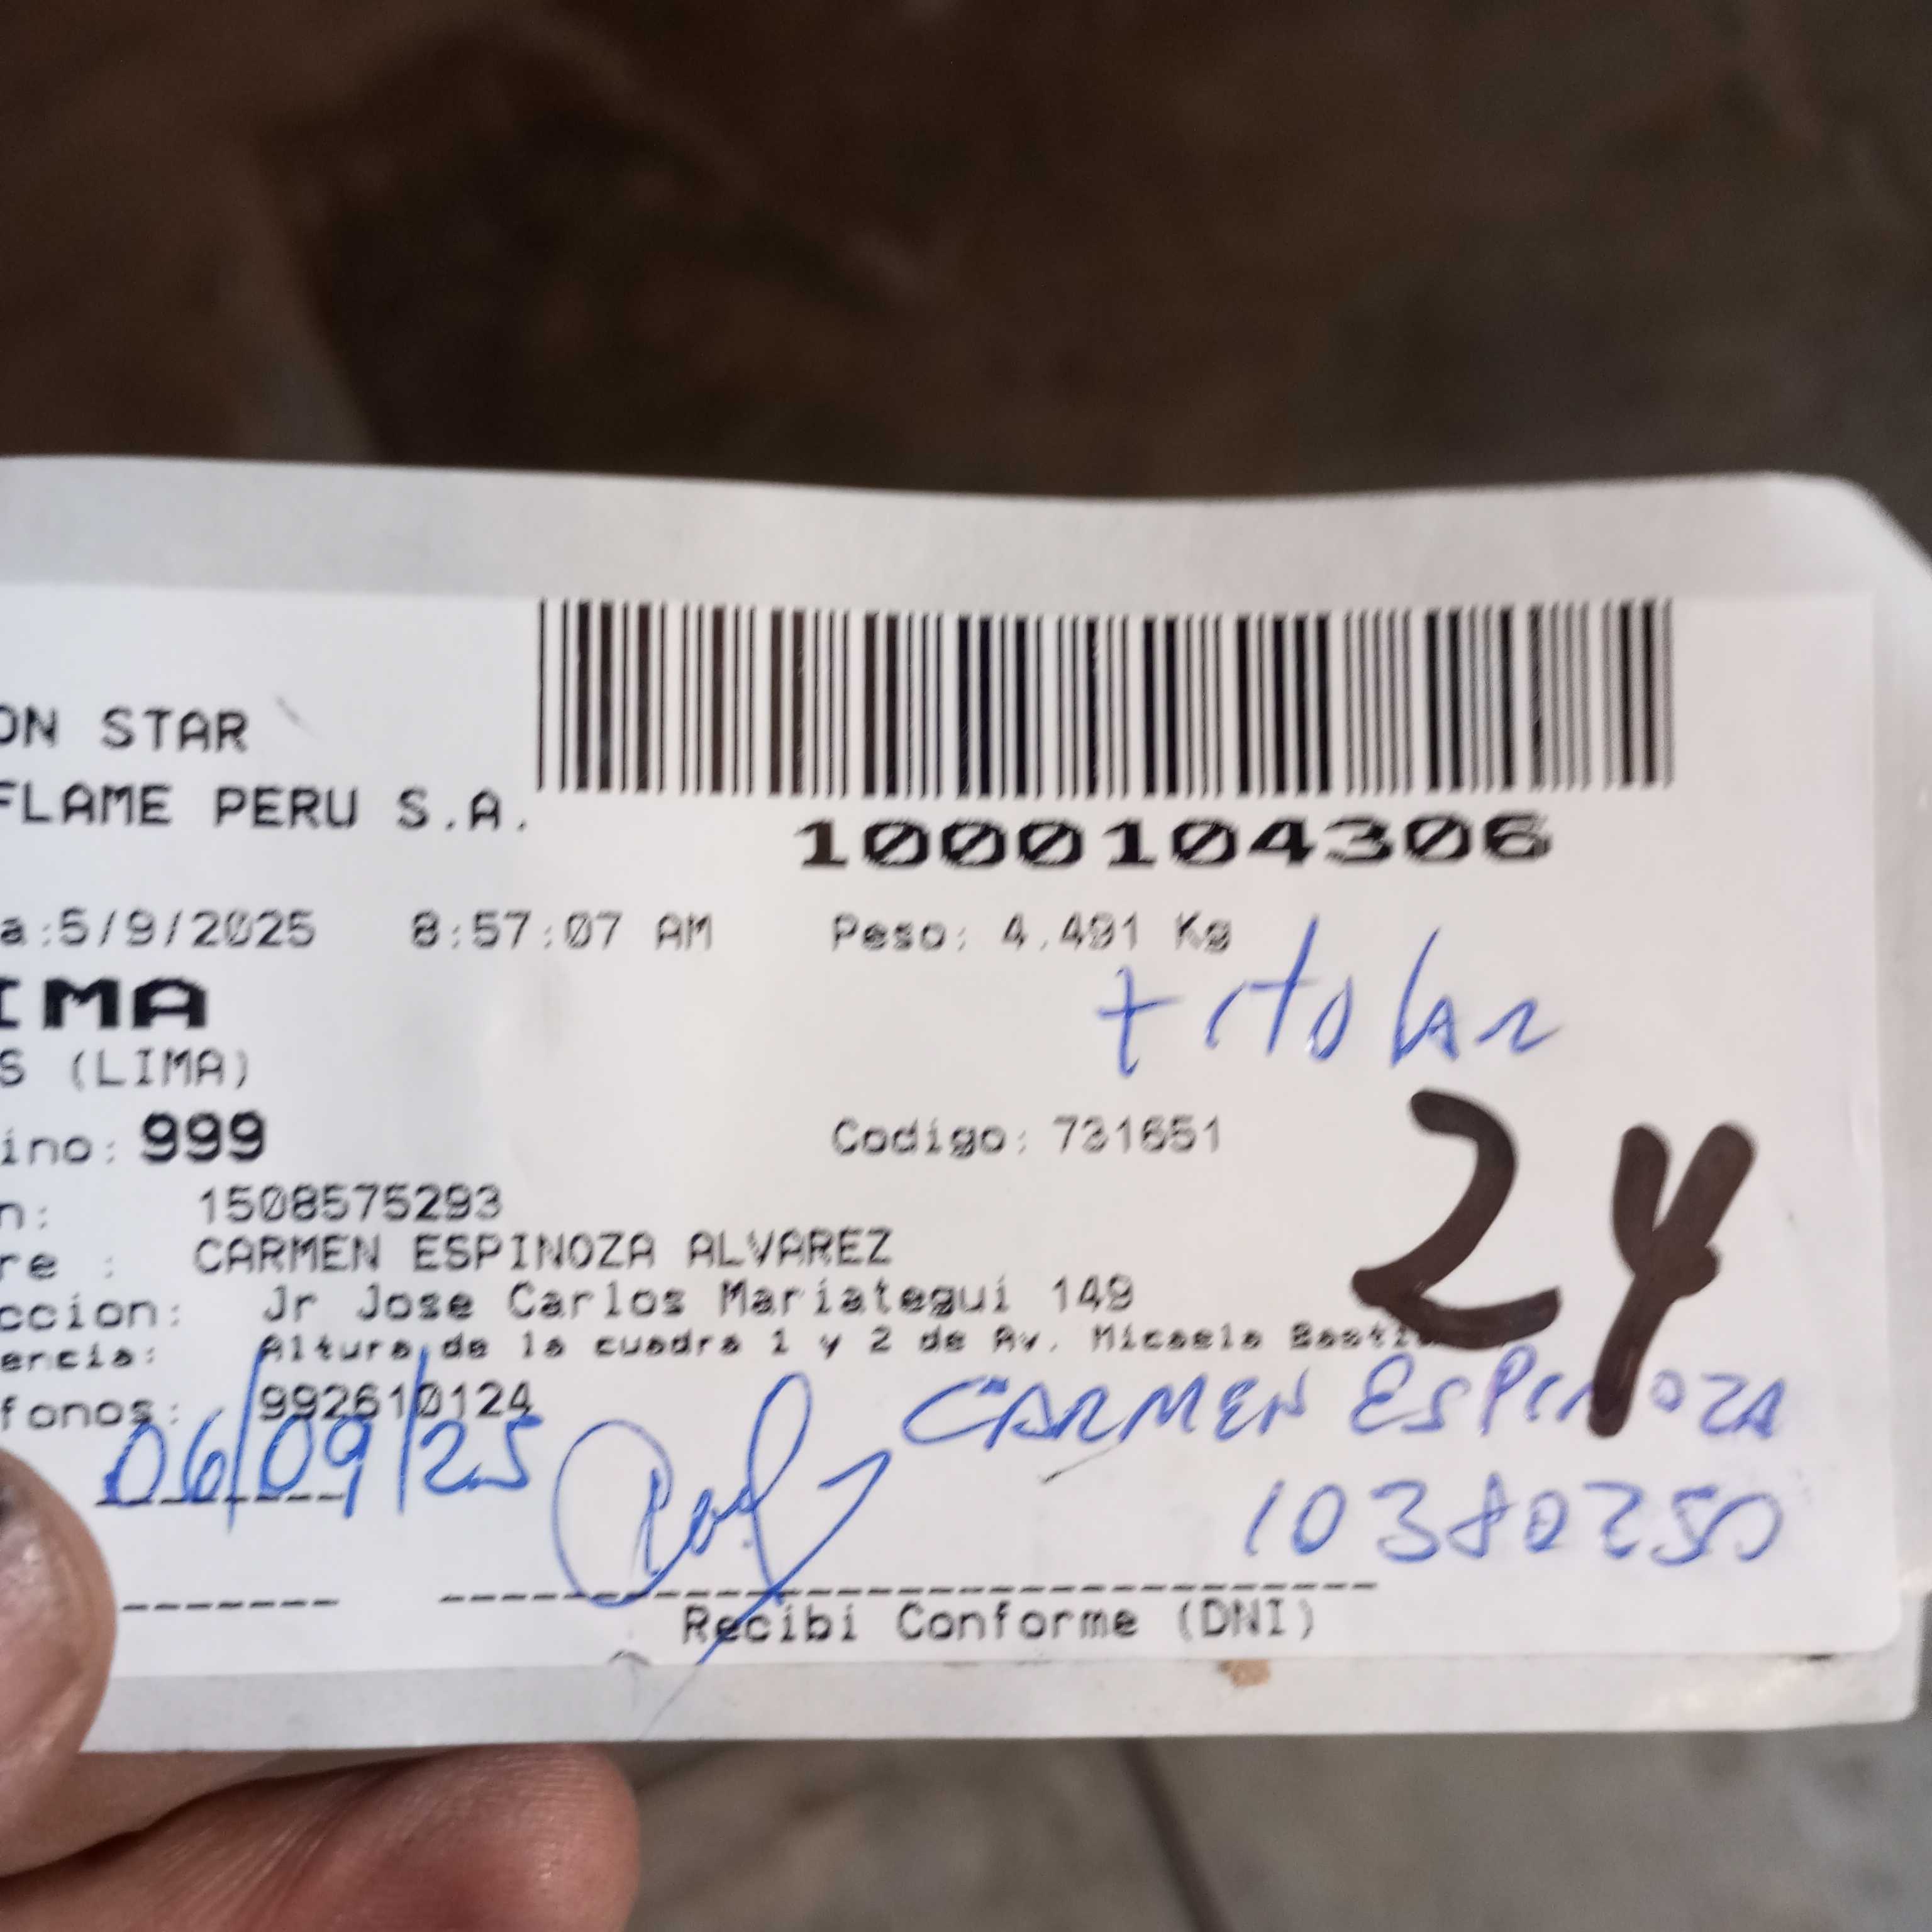 ON STAR
FLAME PERU S.A.
1000104306
a:5/9/2025 8:57:07 AM Peso: 4.491 Kg
IMA
titular
S (LIMA)
ino: 999 Codigo: 731651
24
n: 1508575293
re : CARMEN ESPINOZA ALVAREZ
ccion: Jr Jose Carlos Mariategui 149
encia: Altura de la cuadra 1 y 2 de Av. Micaela
fonos: 992610124
CARMEN ESPINOZA
06/09/25
10380250
Recibi Conforme (DNI)